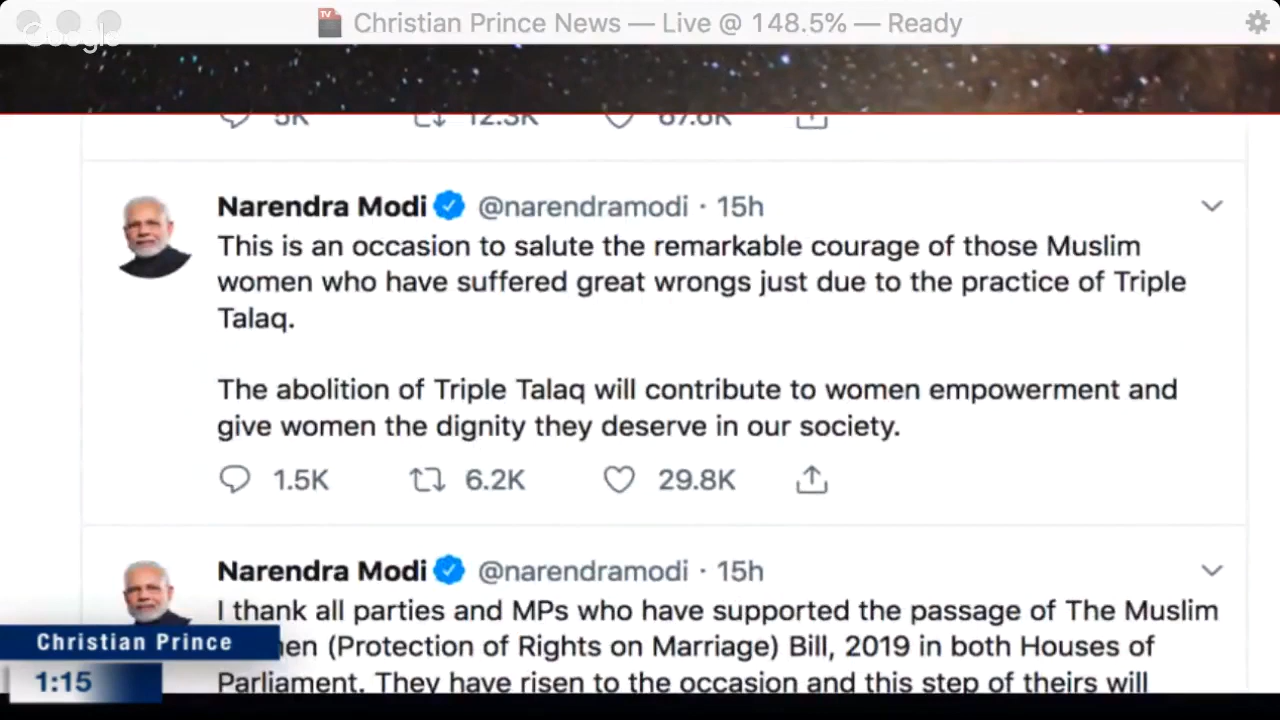 TV Christian Prince News — Live @ 148.5% — Ready
Google
5K 12.3K 67.6K
Narendra Modi @narendramodi · 15h
This is an occasion to salute the remarkable courage of those Muslim
women who have suffered great wrongs just due to the practice of Triple
Talaq.
The abolition of Triple Talaq will contribute to women empowerment and
give women the dignity they deserve in our society.
1.5K 6.2K 29.8K
Narendra Modi @narendramodi · 15h
I thank all parties and MPs who have supported the passage of The Muslim
en (Protection of Rights on Marriage) Bill, 2019 in both Houses of
Parliament. They have risen to the occasion and this step of theirs will
Christian Prince
1:15